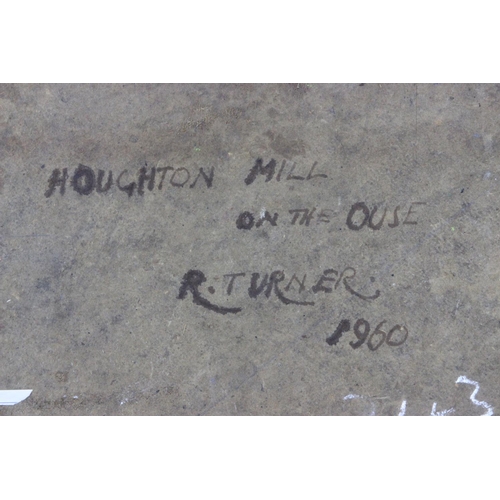 HOUGHTON MILL
ON THE OUSE
R. TURNER.
1960